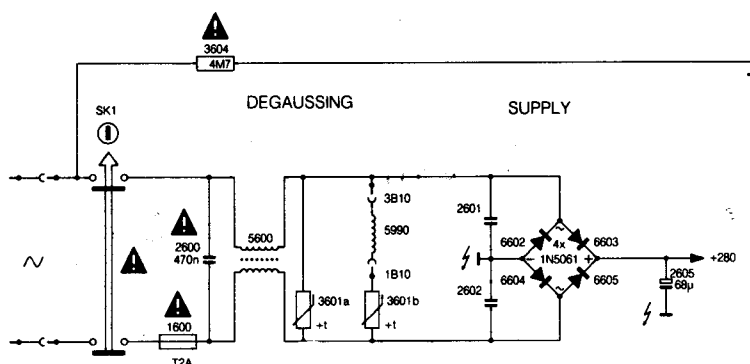 3604
4M7
DEGAUSSING
SUPPLY
SK1
3B10
2601
5600
5990
2600
470n
6602
4x
6603
1N5061
+280
1B10
2602
6604
6605
2605
68µ
3601a
3601b
1600
+t
+t
T2A